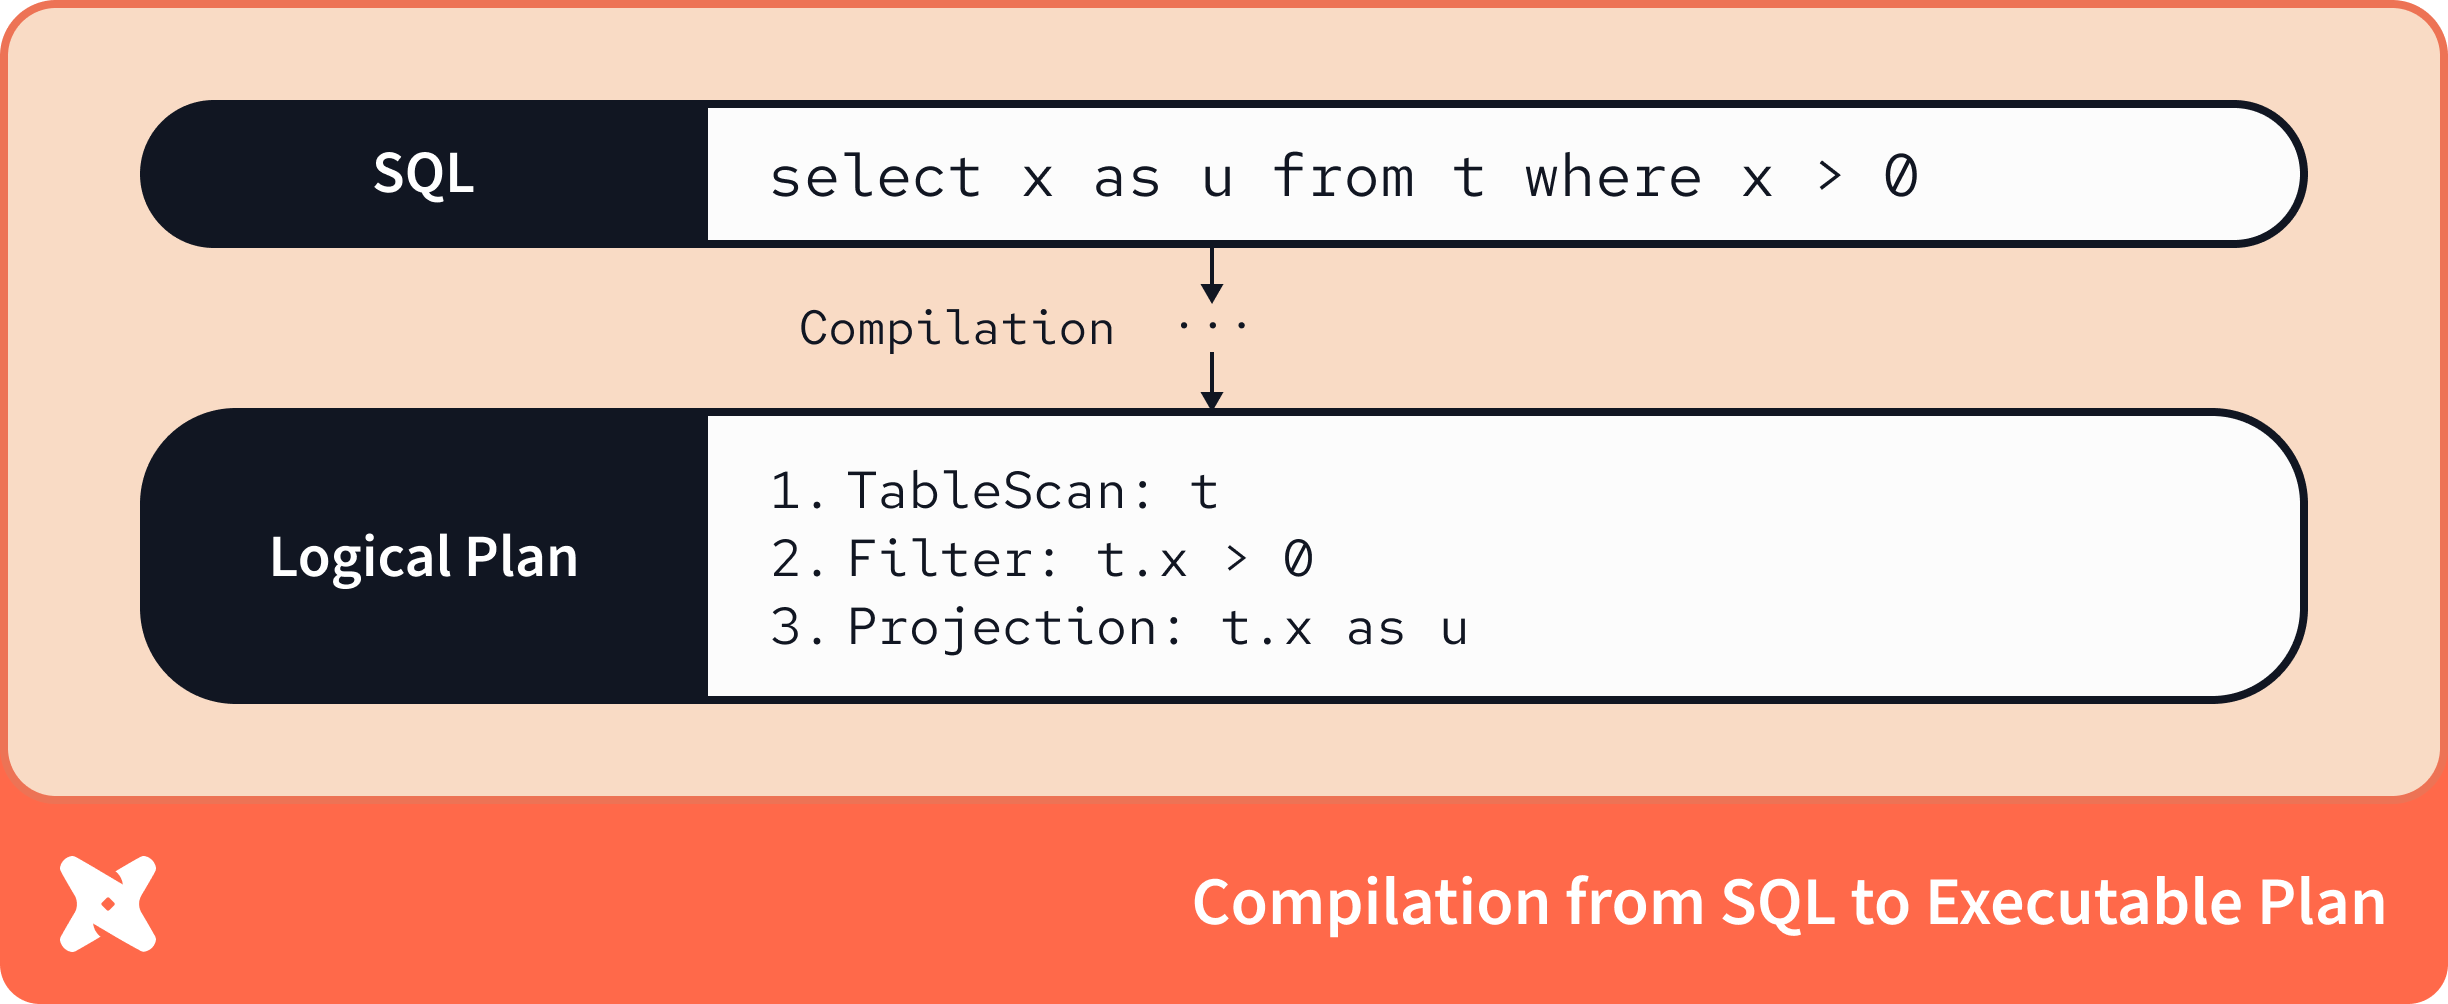 SQL
select x as u from t where x > 0
Compilation ···
Logical Plan
1. TableScan: t
2. Filter: t.x > 0
3. Projection: t.x as u
Compilation from SQL to Executable Plan